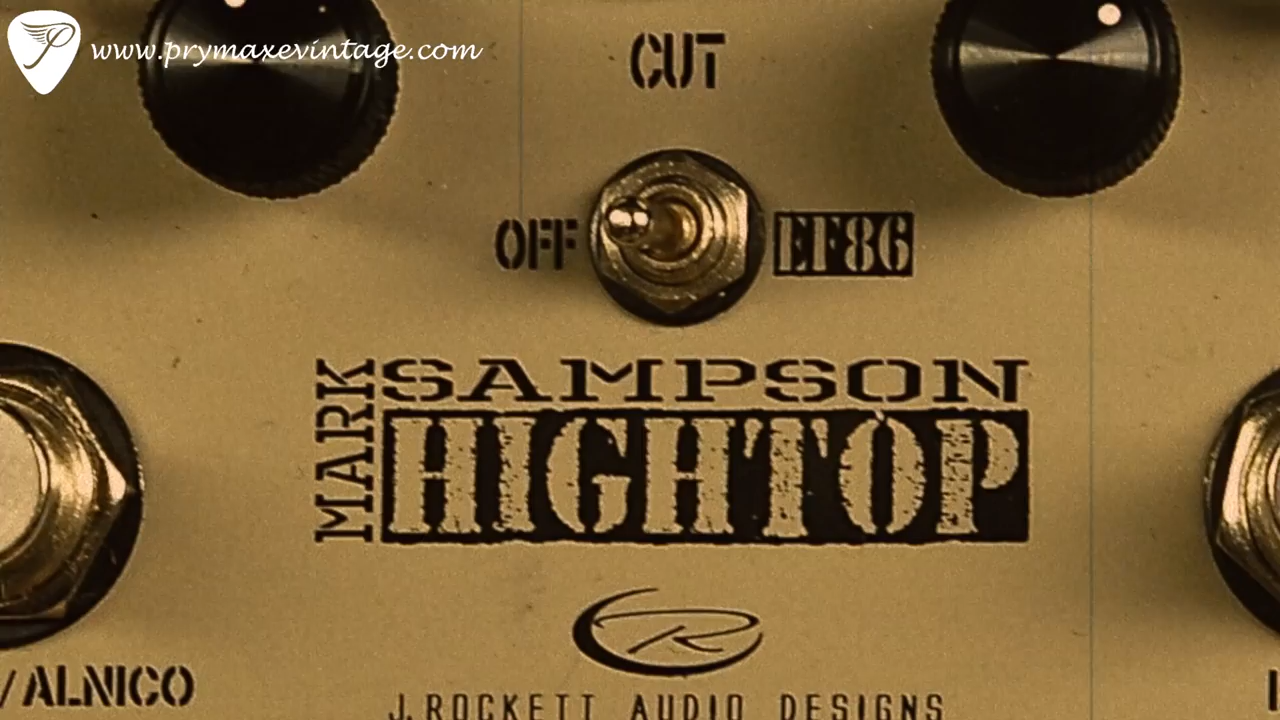 www.prymaxevintage.com
CUT
OFF
EF86
MARK
SAMPSON
HIGHTOP
/ALNICO
J. ROCKETT AUDIO DESIGNS